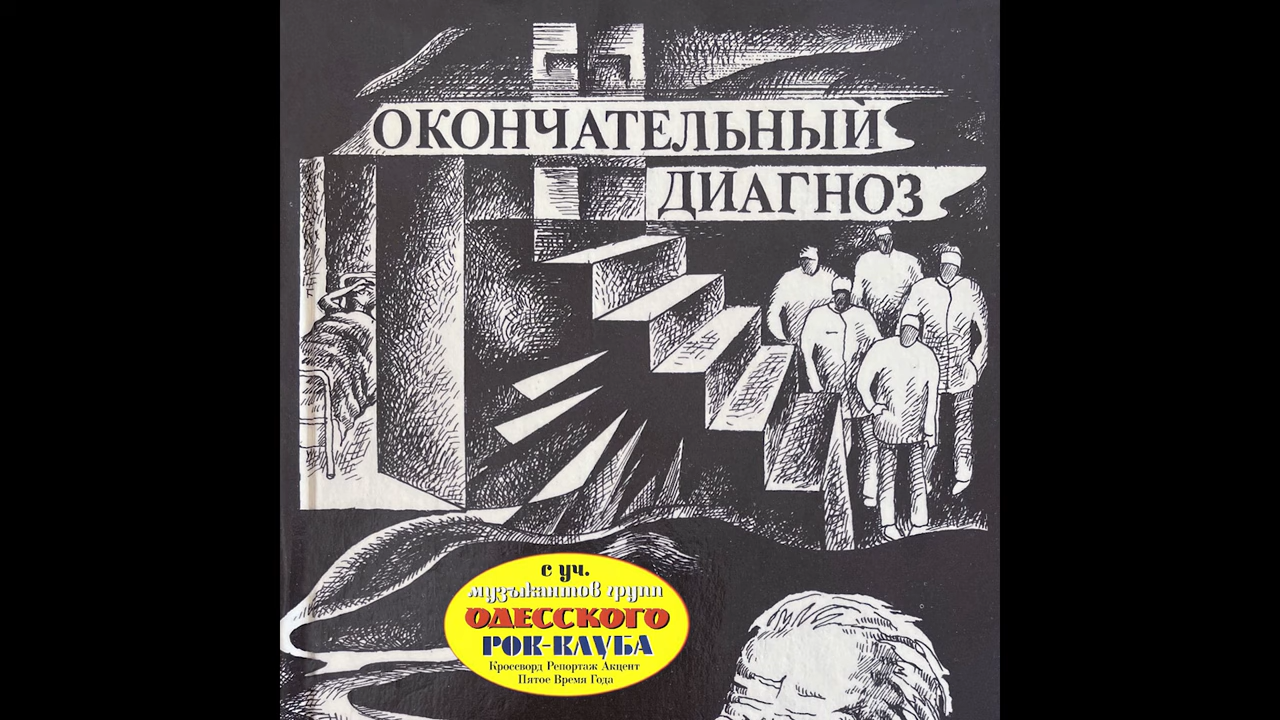 ОКОНЧАТЕЛЬНЫЙ
ДИАГНОЗ
с уч.
музыкантов групп
ОДЕССКОГО
РОК-КЛУБА
Кроссворд Репортаж Акцент
Пятое Время Года